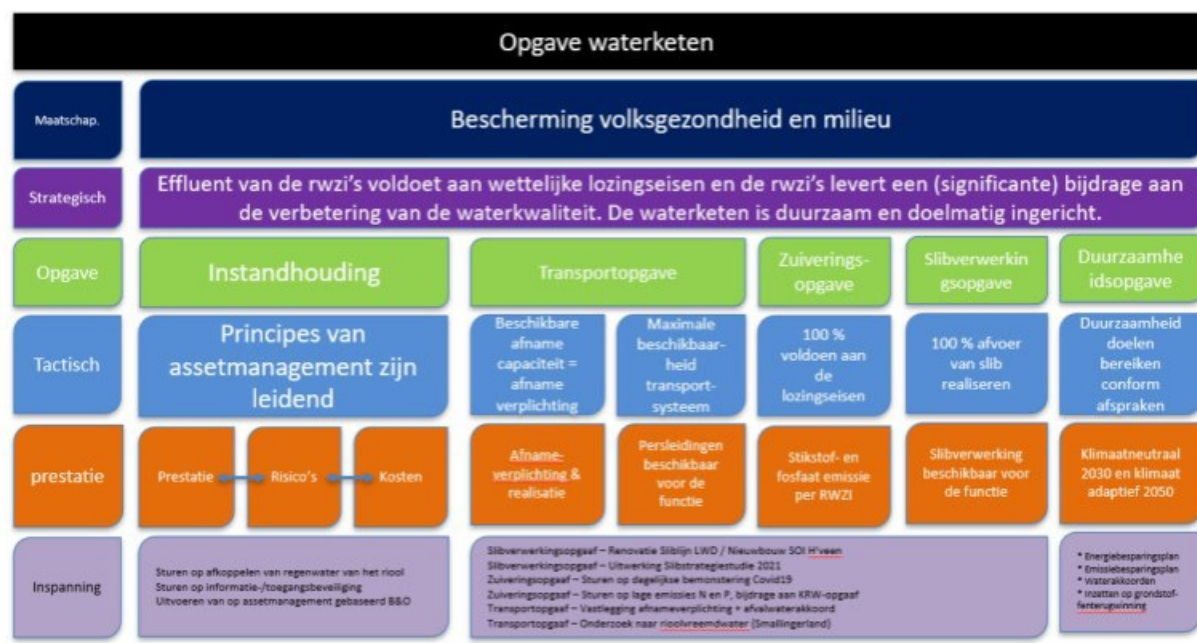 Opgave waterketen
Maatschap.
Bescherming volksgezondheid en milieu
Strategisch
Effluent van de rwzi's voldoet aan wettelijke lozingseisen en de rwzi's levert een (significante) bijdrage aan
de verbetering van de waterkwaliteit. De waterketen is duurzaam en doelmatig ingericht.
Opgave
Instandhouding
Transportopgave
Zuiverings-
opgave
Slibverwerkin
gsopgave
Duurzaamhe
idsopgave
Tactisch
Principes van
assetmanagement zijn
leidend
Beschikbare
afname
capaciteit =
afname
verplichting
Maximale
beschikbaar-
heid
transport-
systeem
100 %
voldoen aan
de
lozingseisen
100 % afvoer
van slib
realiseren
Duurzaamheid
doelen
bereiken
conform
afspraken
prestatie
Prestatie
Risico's
Kosten
Afname-
verplichting &
realisatie
Persleidingen
beschikbaar
voor de
functie
Stikstof- en
fosfaat emissie
per RWZI
Slibverwerking
beschikbaar voor
de functie
Klimaatneutraal
2030 en klimaat
adaptief 2050
Inspanning
Sturen op afkoppelen van regenwater van het riool
Sturen op informatie-/toegangsbeveiliging
Uitvoeren van op assetmanagement gebaseerd B&O
Slibverwerkingsopgaaf – Renovatie Sliblijn LWD / Nieuwbouw SOI H'veen
Slibverwerkingsopgaaf – Uitwerking Slibstrategiestudie 2021
Zuiveringsopgaaf – Sturen op dagelijkse bemonstering Covid19
Zuiveringsopgaaf – Sturen op lage emissies N en P, bijdrage aan KRW-opgaaf
Transportopgaaf – Vastlegging afnameverplichting + afvalwaterakkoord
Transportopgaaf – Onderzoek naar rioolvreemdwater (Smallingerland)
* Energiebesparingsplan
* Emissiebesparingsplan
* Waterakkoorden
* Inzetten op grondstof-
fenterugwinning